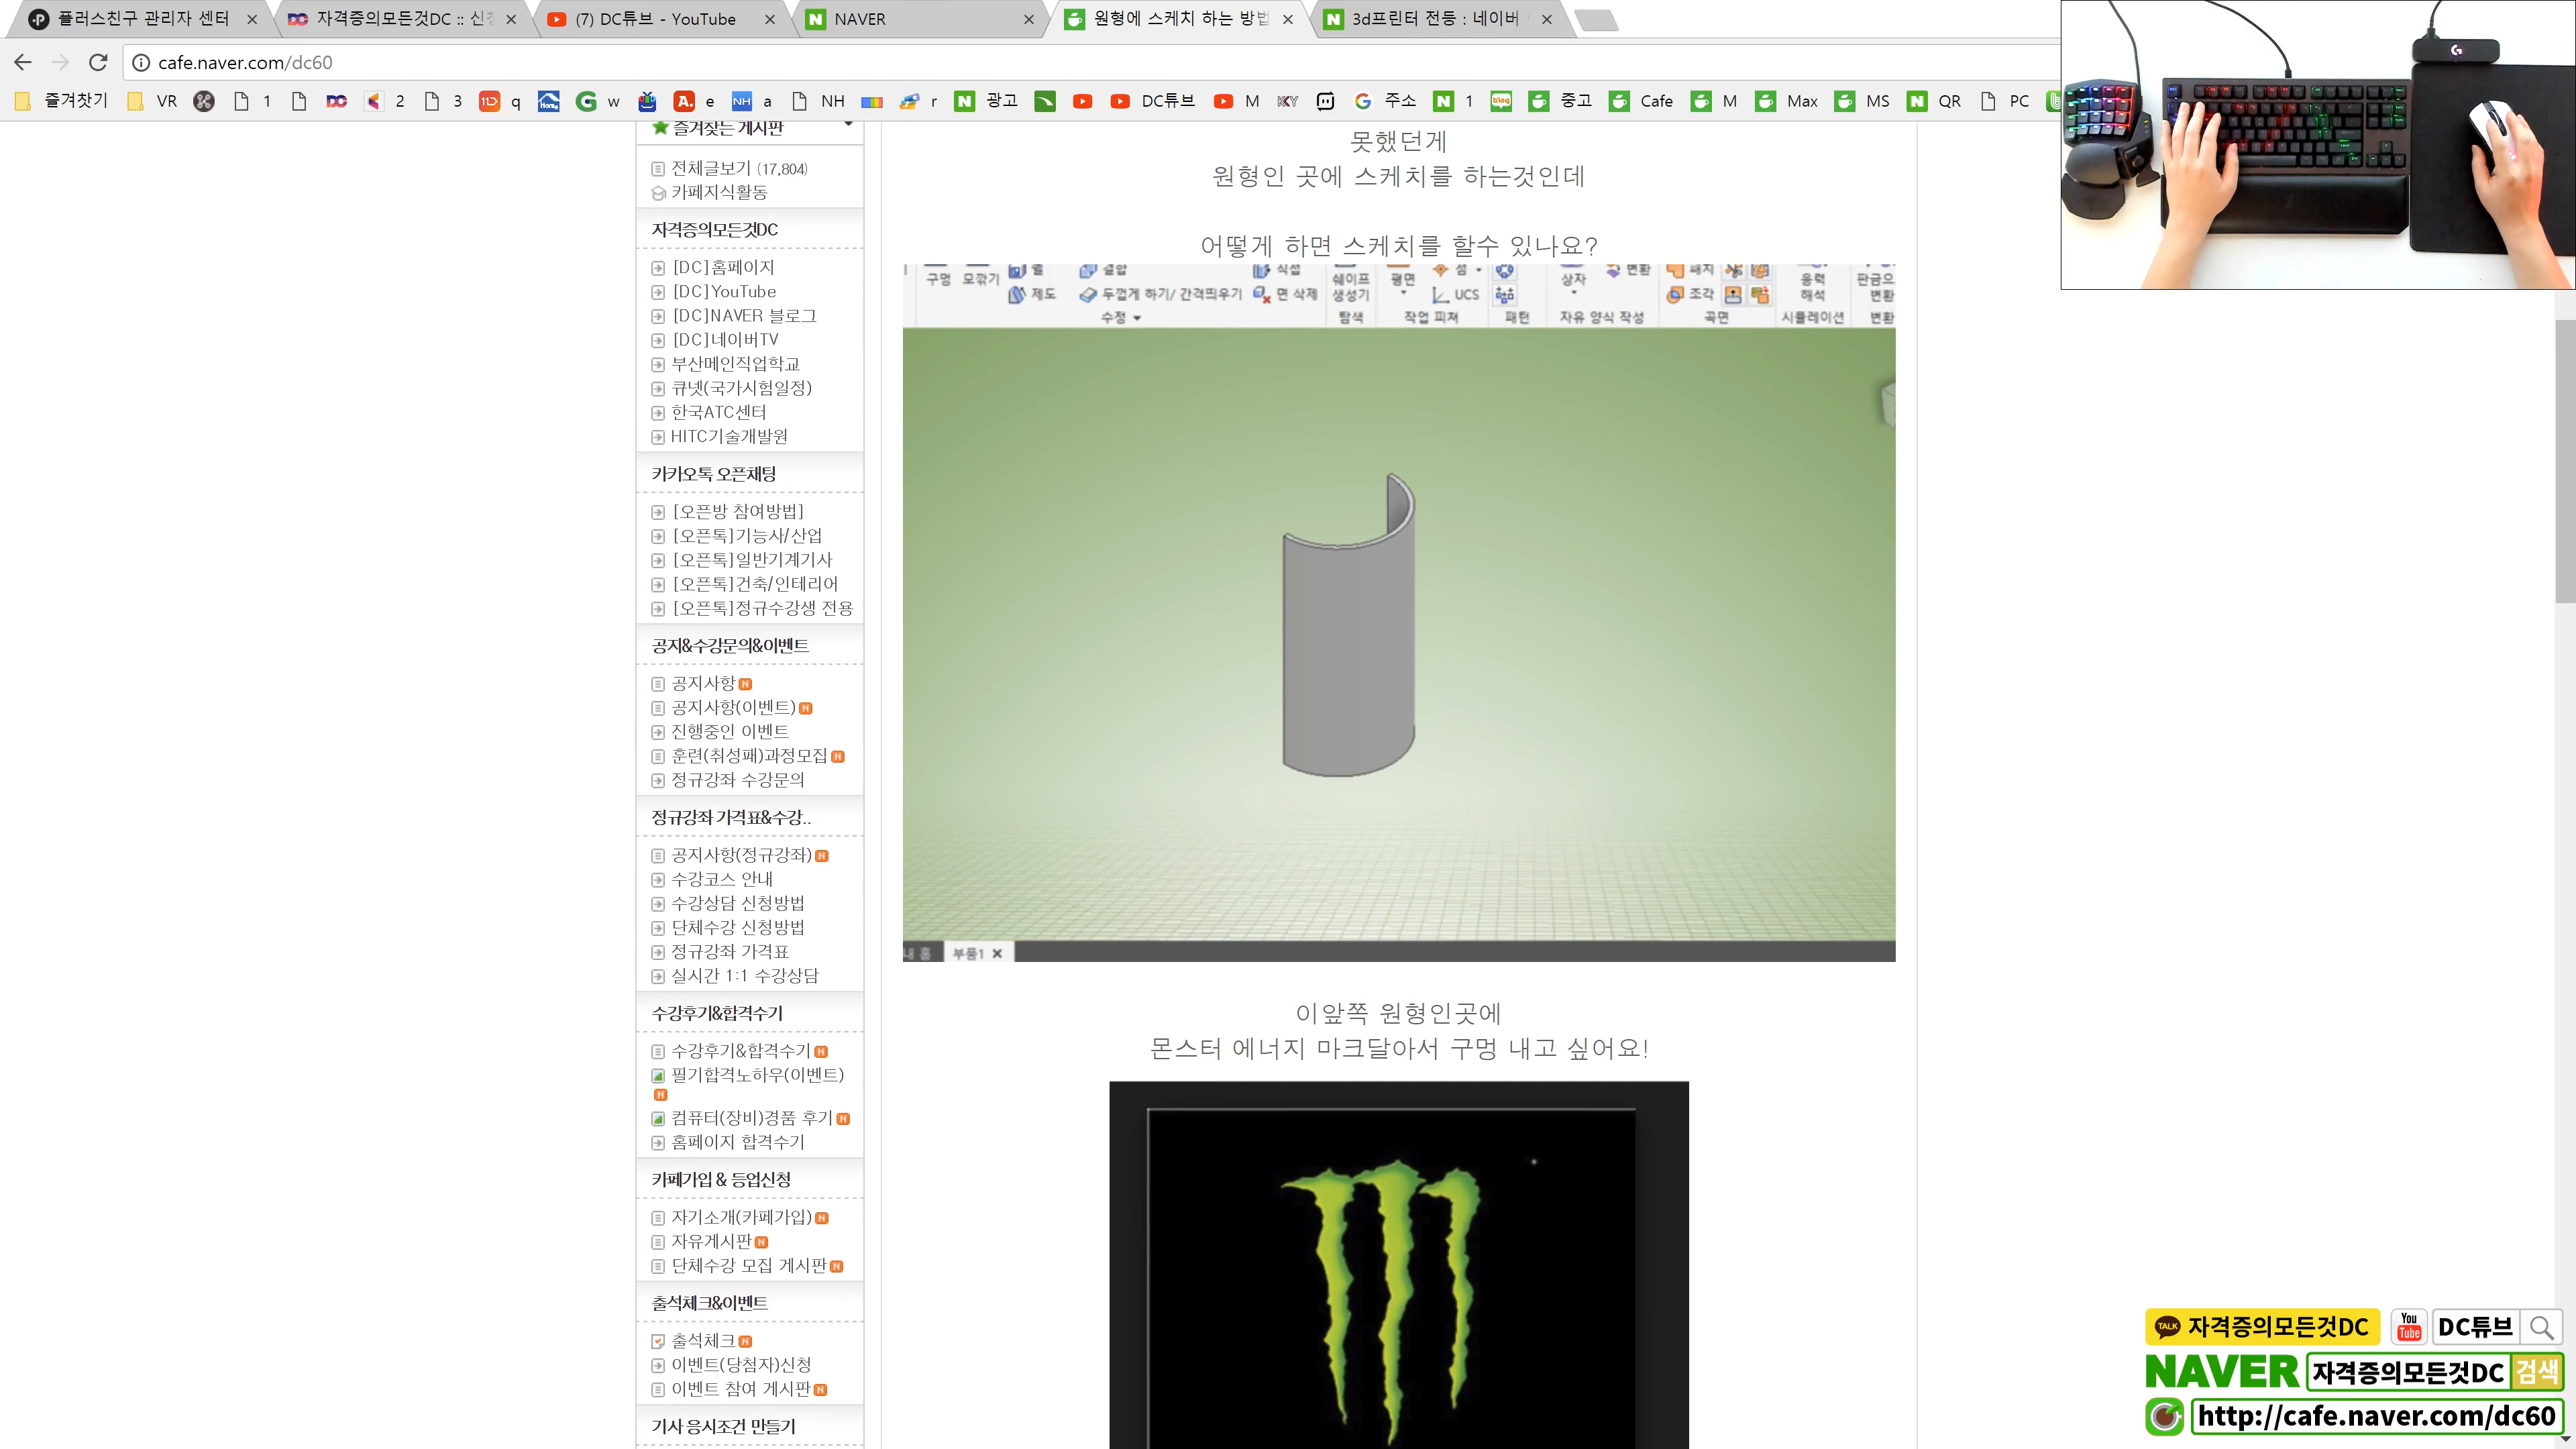 플러스친구 관리자 센터
자격증의모든것DC :: 신청
(7) DC튜브 - YouTube
NAVER
원형에 스케치 하는 방법
3d프린터 전등 : 네이버
cafe.naver.com/dc60
즐겨찾기 VR 1 2 3 q w e a NH r 광고 DC튜브 M 주소 1 중고 Cafe M Max MS QR PC
즐겨찾는 게시판
전체글보기 (17,804)
카페지식활동
자격증의모든것DC
[DC]홈페이지
[DC]YouTube
[DC]NAVER 블로그
[DC]네이버TV
부산메인직업학교
큐넷(국가시험일정)
한국ATC센터
HITC기술개발원
카카오톡 오픈채팅
[오픈방 참여방법]
[오픈톡]기능사/산업
[오픈톡]일반기계기사
[오픈톡]건축/인테리어
[오픈톡]정규수강생 전용
공지&수강문의&이벤트
공지사항
공지사항(이벤트)
진행중인 이벤트
훈련(취성패)과정모집
정규강좌 수강문의
정규강좌 가격표&수강..
공지사항(정규강좌)
수강코스 안내
수강상담 신청방법
단체수강 신청방법
정규강좌 가격표
실시간 1:1 수강상담
수강후기&합격수기
수강후기&합격수기
필기합격노하우(이벤트)
컴퓨터(장비)경품 후기
홈페이지 합격수기
카페가입 & 등업신청
자기소개(카페가입)
자유게시판
단체수강 모집 게시판
출석체크&이벤트
출석체크
이벤트(당첨자)신청
이벤트 참여 게시판
기사 응시조건 만들기
못했던게
원형인 곳에 스케치를 하는것인데
어떻게 하면 스케치를 할수 있나요?
구멍 모깎기 쉘 결합 직접 쉐이프 평면 점 상자 변환 패치 응력 판금으
제도 두껍게 하기/ 간격띄우기 면 삭제 생성기 UCS 조각 해석 변환
수정 탐색 작업 피쳐 패턴 자유 양식 작성 곡면 시뮬레이션 변환
내 홈 부품1
이앞쪽 원형인곳에
몬스터 에너지 마크달아서 구멍 내고 싶어요!
TALK 자격증의모든것DC You Tube DC튜브
NAVER 자격증의모든것DC 검색
http://cafe.naver.com/dc60